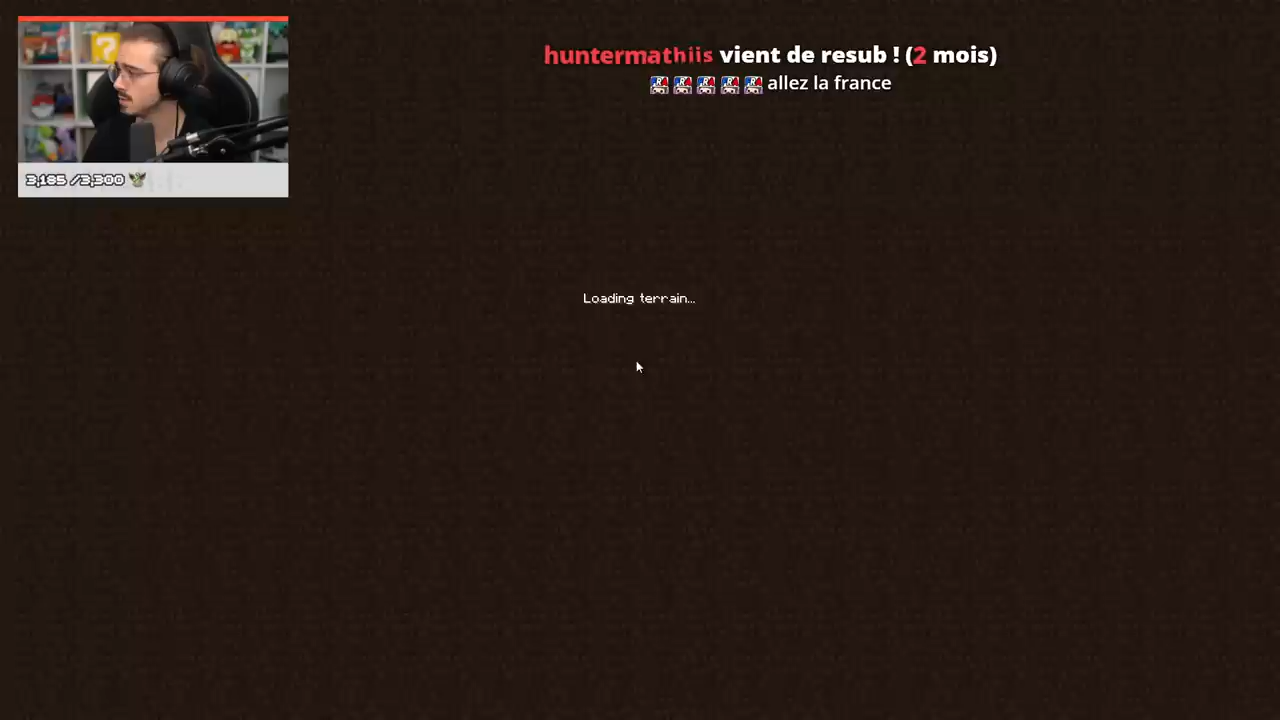 huntermathiis vient de resub ! (2 mois)
allez la france
3,185 /3,300
Loading terrain...